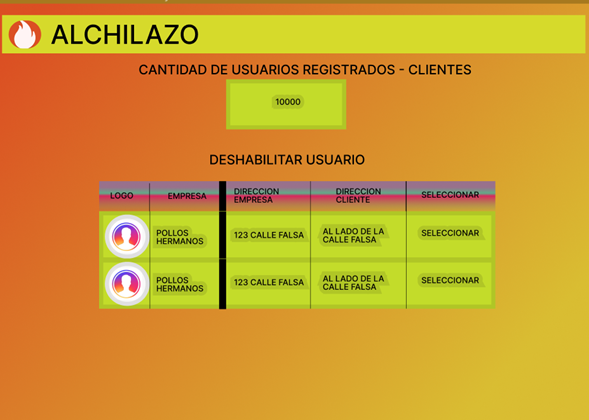 ALCHILAZO
CANTIDAD DE USUARIOS REGISTRADOS - CLIENTES
10000
DESHABILITAR USUARIO
LOGO EMPRESA DIRECCION EMPRESA DIRECCION CLIENTE SELECCIONAR
POLLOS HERMANOS 123 CALLE FALSA AL LADO DE LA CALLE FALSA SELECCIONAR
POLLOS HERMANOS 123 CALLE FALSA AL LADO DE LA CALLE FALSA SELECCIONAR